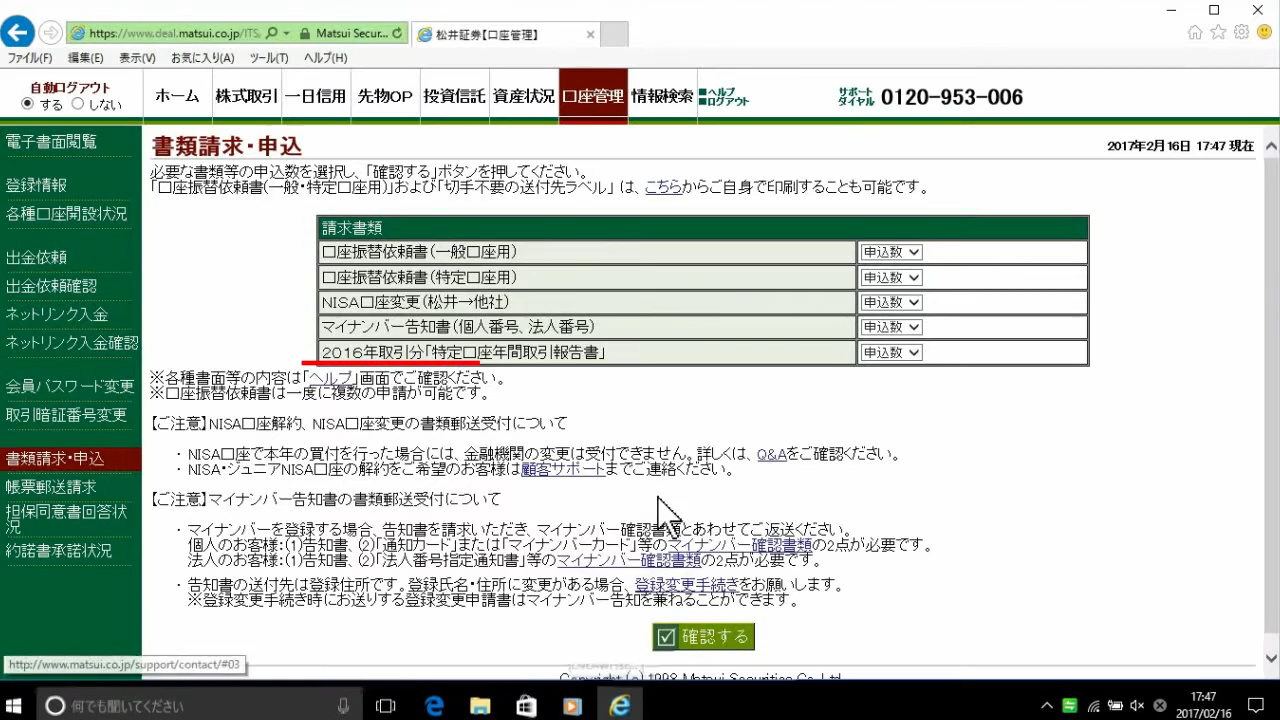 https://www.deal.matsui.co.jp/ITS.
Matsui Secur...
松井証券【口座管理】
ファイル(F) 編集(E) 表示(V) お気に入り(A) ツール(T) ヘルプ(H)
自動ログアウト
する しない
ホーム 株式取引 一日信用 先物OP 投資信託 資産状況 口座管理 情報検索
ヘルプ
ログアウト
サポート
ダイヤル 0120-953-006
電子書面閲覧
登録情報
各種口座開設状況
出金依頼
出金依頼確認
ネットリンク入金
ネットリンク入金確認
会員パスワード変更
取引暗証番号変更
書類請求・申込
帳票郵送請求
担保同意書回答状
況
約諾書承諾状況
書類請求・申込
2017年2月16日 17:47 現在
必要な書類等の申込数を選択し、「確認する」ボタンを押してください。
「口座振替依頼書(一般・特定口座用)」および「切手不要の送付先ラベル」 は、こちらからご自身で印刷することも可能です。
請求書類
口座振替依頼書（一般口座用） 申込数
口座振替依頼書（特定口座用） 申込数
NISA口座変更（松井→他社） 申込数
マイナンバー告知書（個人番号、法人番号） 申込数
2016年取引分「特定口座年間取引報告書」 申込数
※各種書面等の内容は「ヘルプ」画面でご確認ください。
※口座振替依頼書は一度に複数の申請が可能です。
【ご注意】NISA口座解約、NISA口座変更の書類郵送受付について
・ NISA口座で本年の買付を行った場合には、金融機関の変更は受付できません。詳しくは、Q&Aをご確認ください。
・ NISA・ジュニアNISA口座の解約をご希望のお客様は顧客サポートまでご連絡ください。
【ご注意】マイナンバー告知書の書類郵送受付について
・ マイナンバーを登録する場合、告知書を請求いただき、マイナンバー確認書類とあわせてご返送ください。
個人のお客様：(1)告知書、(2)「通知カード」または「マイナンバーカード」等のマイナンバー確認書類の2点が必要です。
法人のお客様：(1)告知書、(2)「法人番号指定通知書」等のマイナンバー確認書類の2点が必要です。
・ 告知書の送付先は登録住所です。登録氏名・住所に変更がある場合、登録変更手続きをお願いします。
※登録変更手続き時にお送りする登録変更申請書はマイナンバー告知を兼ねることができます。
確認する
http://www.matsui.co.jp/support/contact/#03
Copyright (c) 1998 Matsui Securities Co.,Ltd.
何でも聞いてください
17:47
2017/02/16